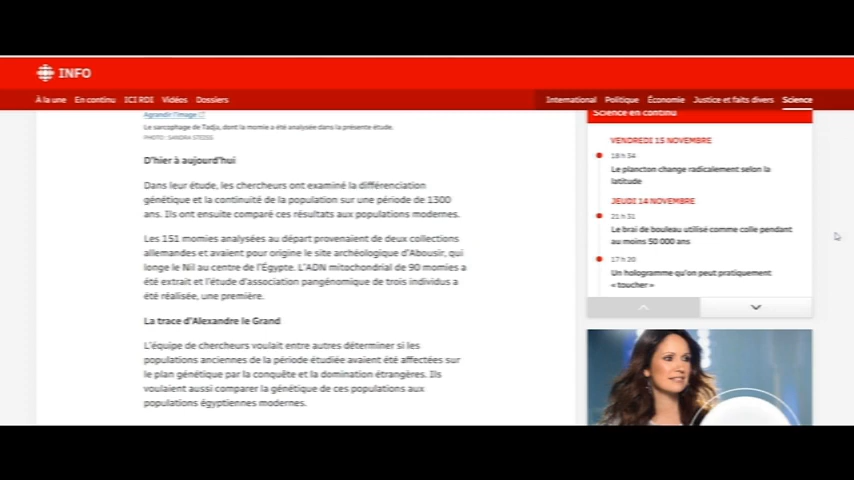 INFO
À la une En continu ICI RDI Vidéos Dossiers
International Politique Économie Justice et faits divers Science
Agrandir l'image
Le sarcophage de Tadja, dont la momie a été analysée dans la présente étude.
PHOTO : SANDRA STEISS
D'hier à aujourd'hui
Dans leur étude, les chercheurs ont examiné la différenciation
génétique et la continuité de la population sur une période de 1300
ans. Ils ont ensuite comparé ces résultats aux populations modernes.
Les 151 momies analysées au départ provenaient de deux collections
allemandes et avaient pour origine le site archéologique d'Abousir, qui
longe le Nil au centre de l'Égypte. L'ADN mitochondrial de 90 momies a
été extrait et l'étude d'association pangénomique de trois individus a
été réalisée, une première.
La trace d'Alexandre le Grand
L'équipe de chercheurs voulait entre autres déterminer si les
populations anciennes de la période étudiée avaient été affectées sur
le plan génétique par la conquête et la domination étrangères. Ils
voulaient aussi comparer la génétique de ces populations aux
populations égyptiennes modernes.
Science en continu
VENDREDI 15 NOVEMBRE
18 h 34
Le plancton change radicalement selon la
latitude
JEUDI 14 NOVEMBRE
21 h 31
Le brai de bouleau utilisé comme colle pendant
au moins 50 000 ans
17 h 20
Un hologramme qu'on peut pratiquement
« toucher »